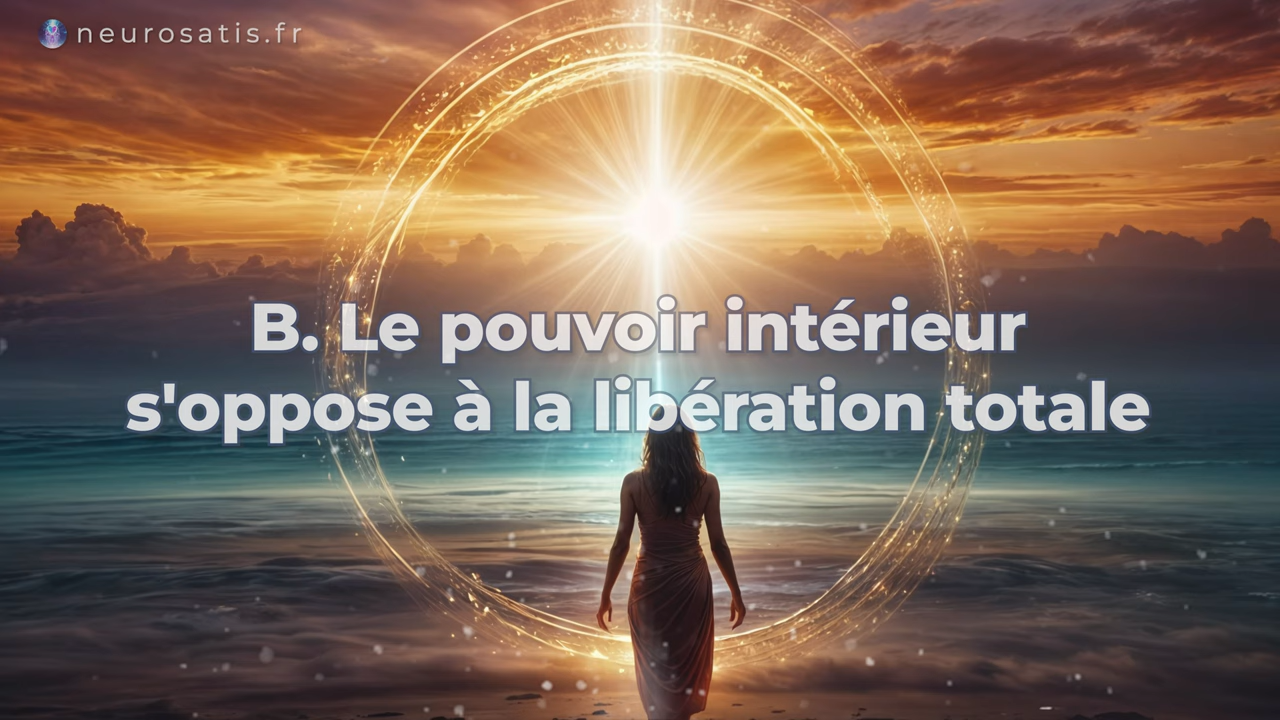 neurosatis.fr
B. Le pouvoir intérieur
s'oppose à la libération totale